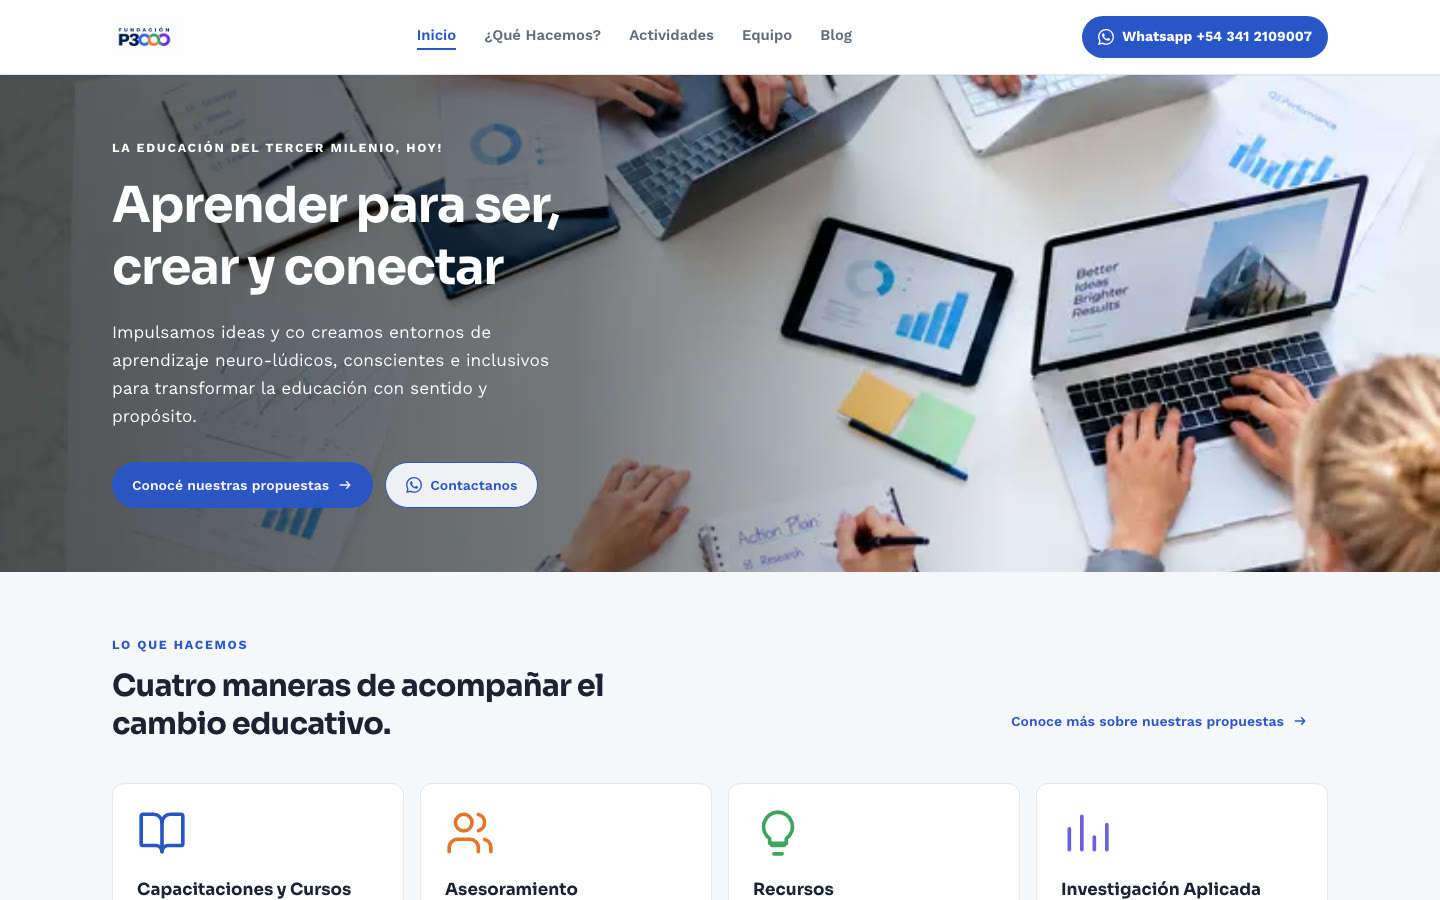 FUNDACIÓN
P3000
Inicio
¿Qué Hacemos?
Actividades
Equipo
Blog
Whatsapp +54 341 2109007
LA EDUCACIÓN DEL TERCER MILENIO, HOY!
Aprender para ser,
crear y conectar
Impulsamos ideas y co creamos entornos de
aprendizaje neuro-lúdicos, conscientes e inclusivos
para transformar la educación con sentido y
propósito.
Conocé nuestras propuestas
Contactanos
Q3 Performance
Better
Ideas
Brighter
Results
Action Plan:
Research
LO QUE HACEMOS
Cuatro maneras de acompañar el
cambio educativo.
Conoce más sobre nuestras propuestas
Capacitaciones y Cursos
Asesoramiento
Recursos
Investigación Aplicada